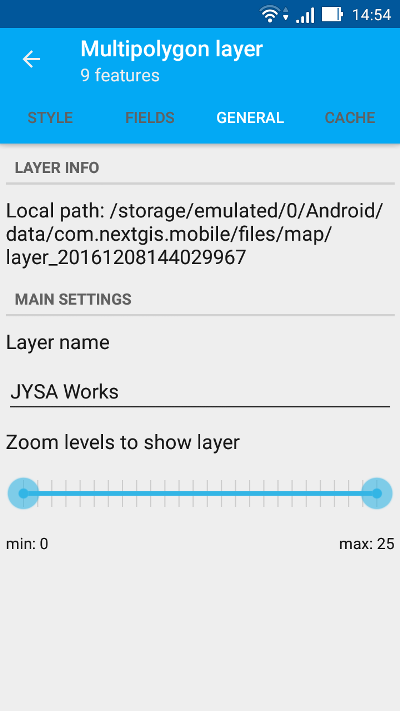 14:54
Multipolygon layer
9 features
STYLE FIELDS GENERAL CACHE
LAYER INFO
Local path: /storage/emulated/0/Android/
data/com.nextgis.mobile/files/map/
layer_20161208144029967
MAIN SETTINGS
Layer name
JYSA Works
Zoom levels to show layer
min: 0 max: 25